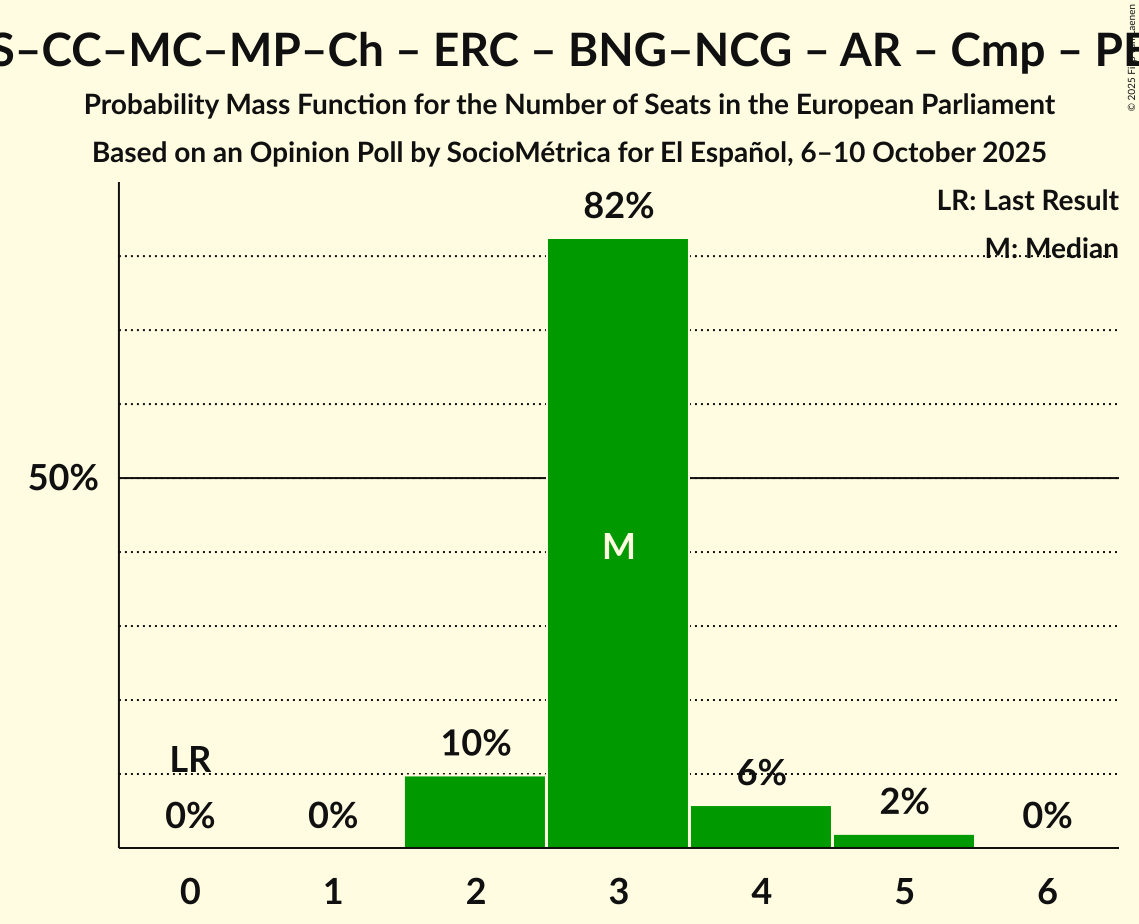 S–CC–MC–MP–Ch – ERC – BNG–NCG – AR – Cmp –
Probability Mass Function for the Number of Seats in the European Parliament
Based on an Opinion Poll by SocioMétrica for El Español, 6–10 October 2025
© 2025
LR: Last Result
M: Median
82%
50%
M
LR
10%
6%
2%
0%
0%
0%
0 1 2 3 4 5 6